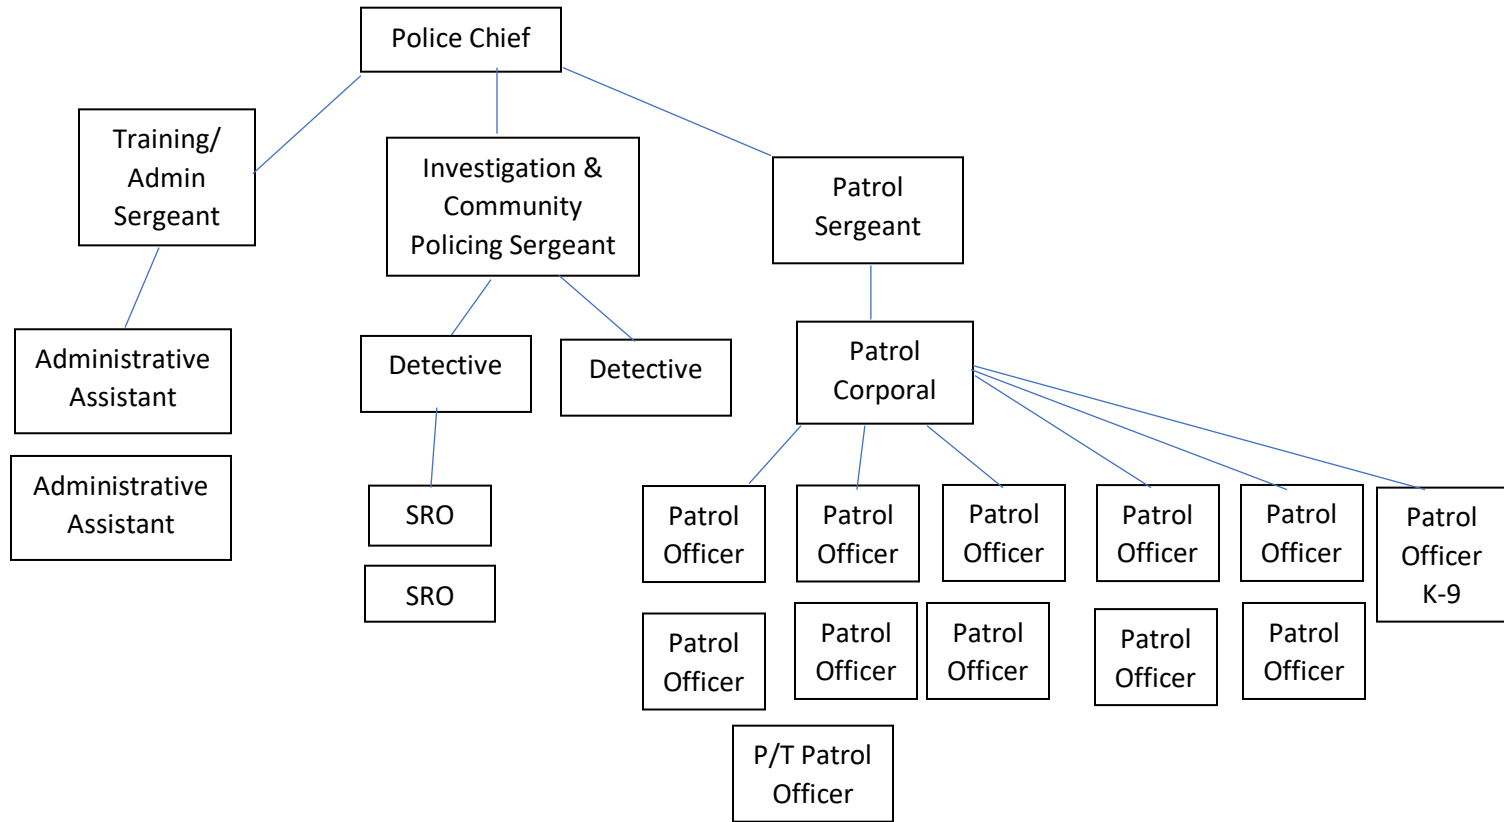 Police Chief
Training/
Admin
Sergeant
Investigation &
Community
Policing Sergeant
Patrol
Sergeant
Administrative
Assistant
Detective
Detective
Patrol
Corporal
Administrative
Assistant
SRO
SRO
Patrol
Officer
Patrol
Officer
Patrol
Officer
Patrol
Officer
Patrol
Officer
Patrol
Officer
K-9
Patrol
Officer
Patrol
Officer
Patrol
Officer
Patrol
Officer
Patrol
Officer
P/T Patrol
Officer